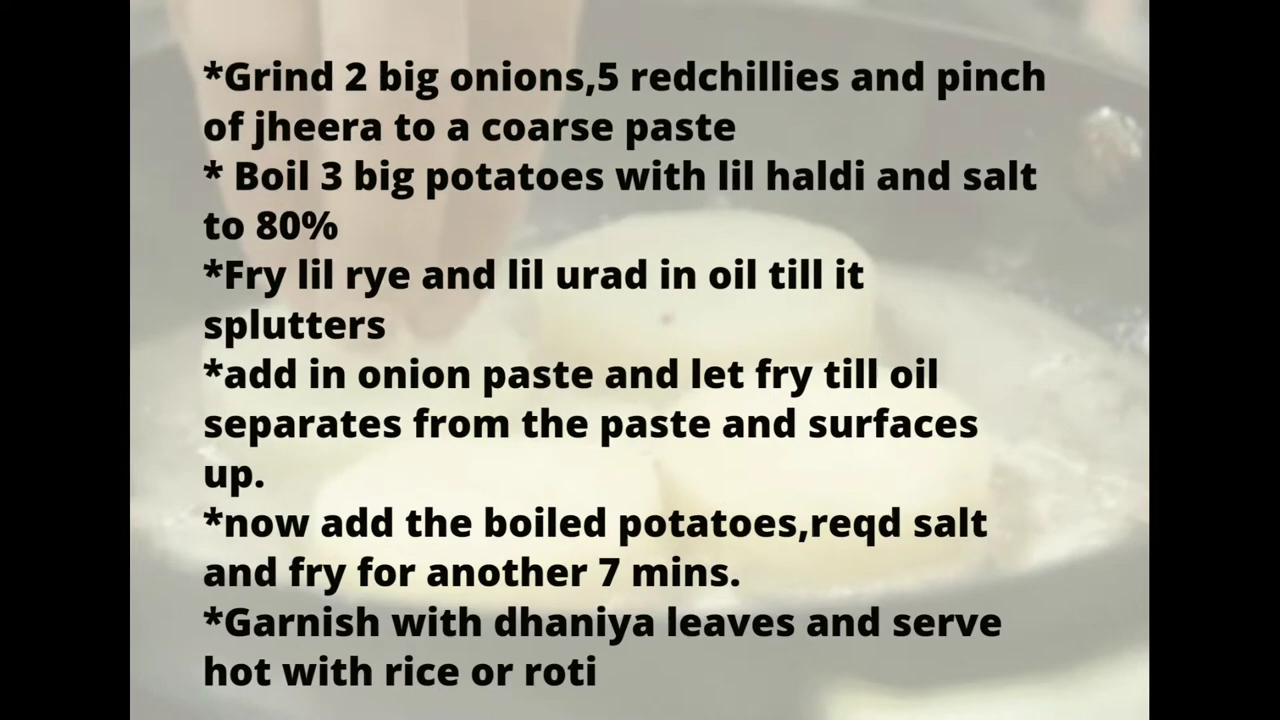 *Grind 2 big onions,5 redchillies and pinch
of jheera to a coarse paste
* Boil 3 big potatoes with lil haldi and salt
to 80%
*Fry lil rye and lil urad in oil till it
splutters
*add in onion paste and let fry till oil
separates from the paste and surfaces
up.
*now add the boiled potatoes,reqd salt
and fry for another 7 mins.
*Garnish with dhaniya leaves and serve
hot with rice or roti